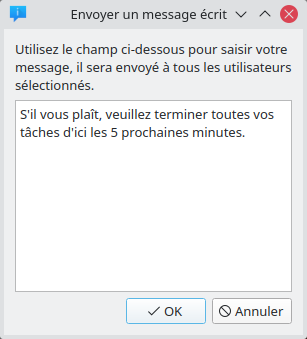 Envoyer un message écrit
Utilisez le champ ci-dessous pour saisir votre
message, il sera envoyé à tous les utilisateurs
sélectionnés.
S'il vous plaît, veuillez terminer toutes vos
tâches d'ici les 5 prochaines minutes.
OK
Annuler